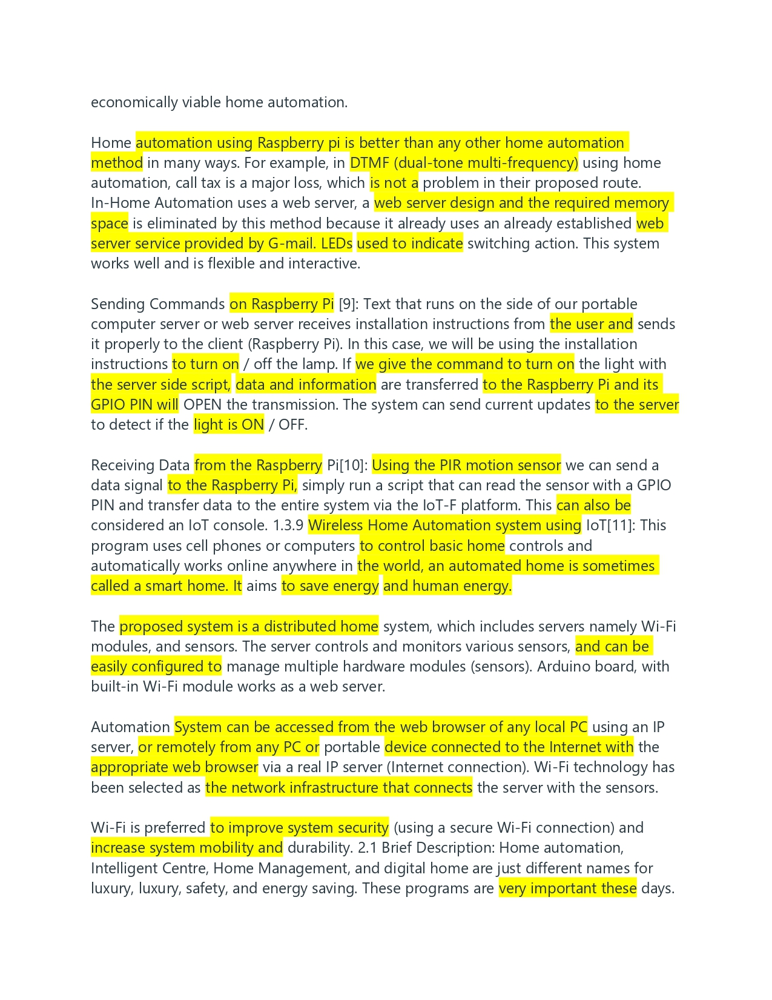 economically viable home automation.
Home automation using Raspberry pi is better than any other home automation
method in many ways. For example, in DTMF (dual-tone multi-frequency) using home
automation, call tax is a major loss, which is not a problem in their proposed route.
In-Home Automation uses a web server, a web server design and the required memory
space is eliminated by this method because it already uses an already established web
server service provided by G-mail. LEDs used to indicate switching action. This system
works well and is flexible and interactive.
Sending Commands on Raspberry Pi [9]: Text that runs on the side of our portable
computer server or web server receives installation instructions from the user and sends
it properly to the client (Raspberry Pi). In this case, we will be using the installation
instructions to turn on / off the lamp. If we give the command to turn on the light with
the server side script, data and information are transferred to the Raspberry Pi and its
GPIO PIN will OPEN the transmission. The system can send current updates to the server
to detect if the light is ON / OFF.
Receiving Data from the Raspberry Pi[10]: Using the PIR motion sensor we can send a
data signal to the Raspberry Pi, simply run a script that can read the sensor with a GPIO
PIN and transfer data to the entire system via the IoT-F platform. This can also be
considered an IoT console. 1.3.9 Wireless Home Automation system using IoT[11]: This
program uses cell phones or computers to control basic home controls and
automatically works online anywhere in the world, an automated home is sometimes
called a smart home. It aims to save energy and human energy.
The proposed system is a distributed home system, which includes servers namely Wi-Fi
modules, and sensors. The server controls and monitors various sensors, and can be
easily configured to manage multiple hardware modules (sensors). Arduino board, with
built-in Wi-Fi module works as a web server.
Automation System can be accessed from the web browser of any local PC using an IP
server, or remotely from any PC or portable device connected to the Internet with the
appropriate web browser via a real IP server (Internet connection). Wi-Fi technology has
been selected as the network infrastructure that connects the server with the sensors.
Wi-Fi is preferred to improve system security (using a secure Wi-Fi connection) and
increase system mobility and durability. 2.1 Brief Description: Home automation,
Intelligent Centre, Home Management, and digital home are just different names for
luxury, luxury, safety, and energy saving. These programs are very important these days.